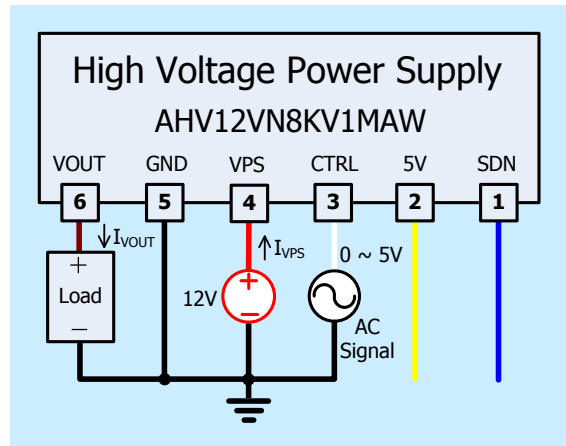 High Voltage Power Supply
AHV12VN8KV1MAW
VOUT GND VPS CTRL 5V SDN
6 5 4 3 2 1
↓IVOUT ↑IVPS 0 ~ 5V
+ +
Load 12V
− −
AC
Signal